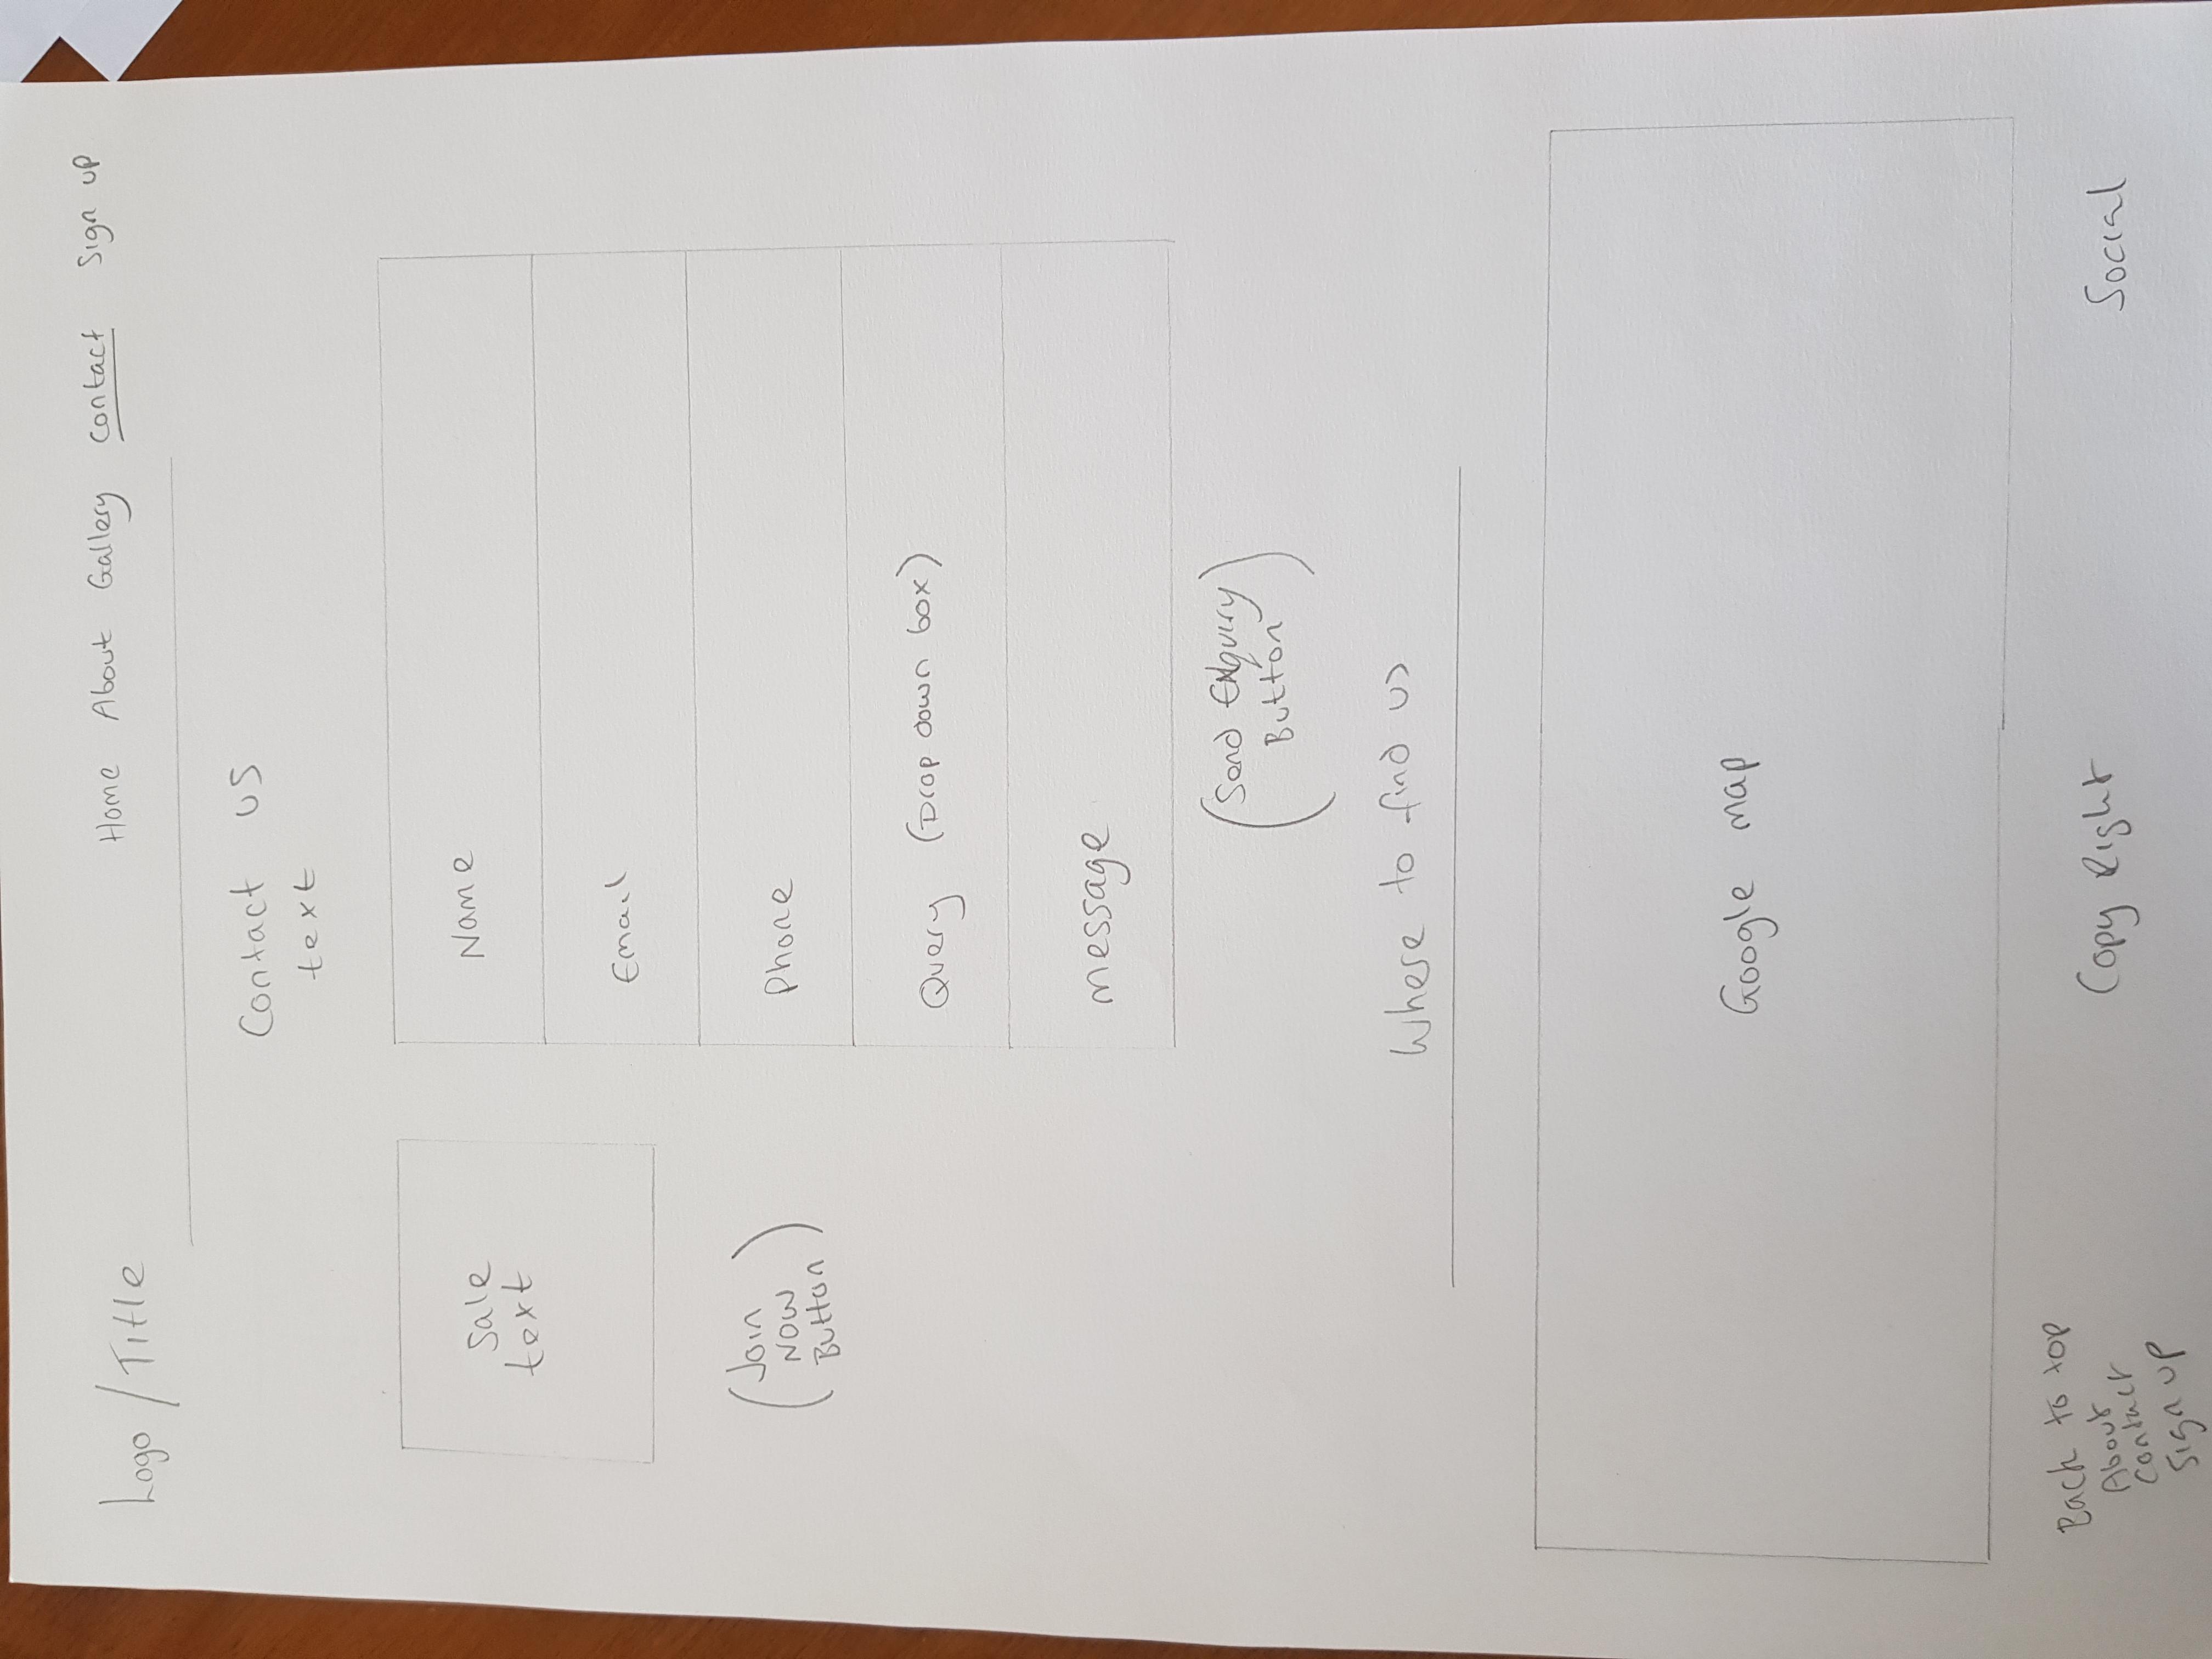 Logo / Title
Home About Gallery contact Sign up
Contact us
text
Sale
text
Join
NOW
Button
Name
Email
Phone
Query (Drop down box)
message
(Send Enquiry
Button)
Where to find us
Google map
Back to top
About
Contact
Sign up
Copy Right
Social